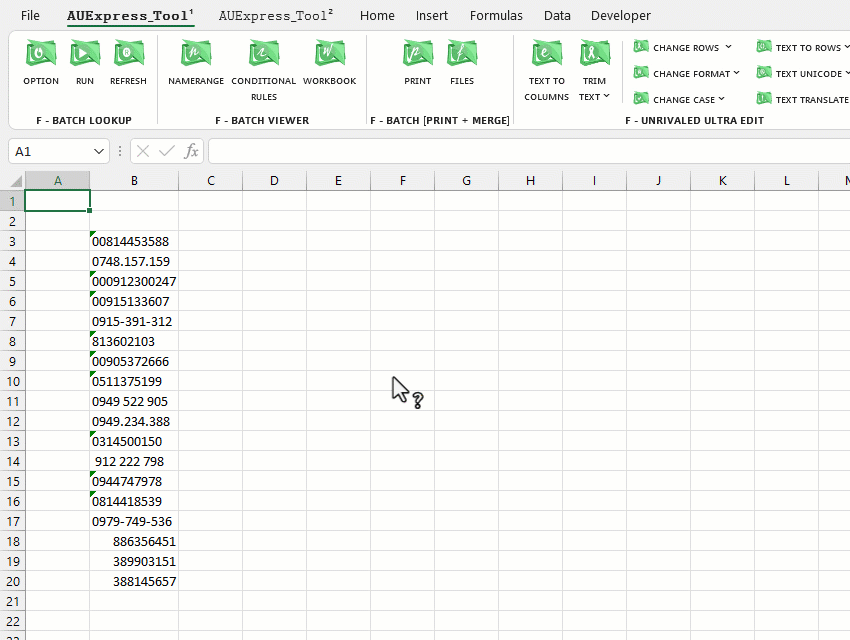 File AUExpress_Tool¹ AUExpress_Tool² Home Insert Formulas Data Developer
OPTION RUN REFRESH NAMERANGE CONDITIONAL RULES WORKBOOK PRINT FILES TEXT TO COLUMNS TRIM TEXT
CHANGE ROWS TEXT TO ROWS
CHANGE FORMAT TEXT UNICODE
CHANGE CASE TEXT TRANSLATE
F - BATCH LOOKUP F - BATCH VIEWER F - BATCH [PRINT + MERGE] F - UNRIVALED ULTRA EDIT
A1 fx
A B C D E F G H I J K L
1
2
3 00814453588
4 0748.157.159
5 000912300247
6 00915133607
7 0915-391-312
8 813602103
9 00905372666
10 0511375199
11 0949 522 905
12 0949.234.388
13 0314500150
14 912 222 798
15 0944747978
16 0814418539
17 0979-749-536
18 886356451
19 389903151
20 388145657
21
22